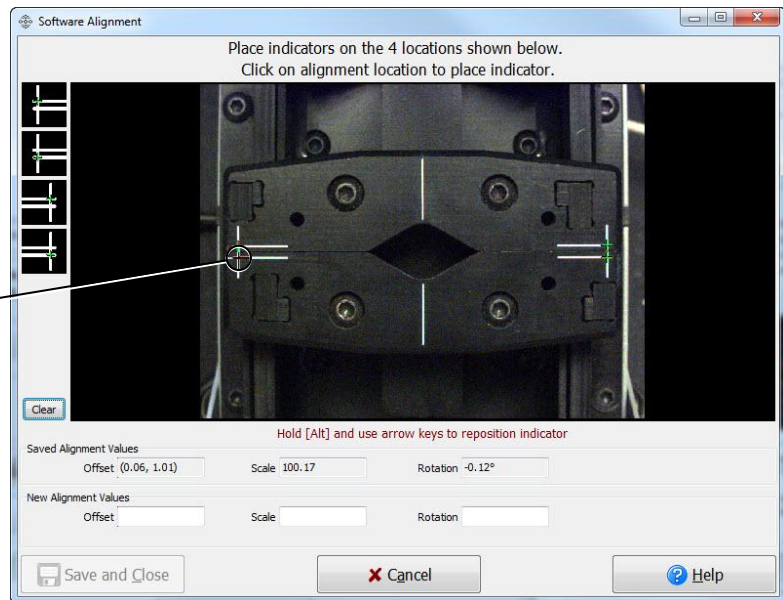 Software Alignment
Place indicators on the 4 locations shown below.
Click on alignment location to place indicator.
Clear
Hold [Alt] and use arrow keys to reposition indicator
Saved Alignment Values
Offset (0.06, 1.01) Scale 100.17 Rotation -0.12°
New Alignment Values
Offset Scale Rotation
Save and Close Cancel Help